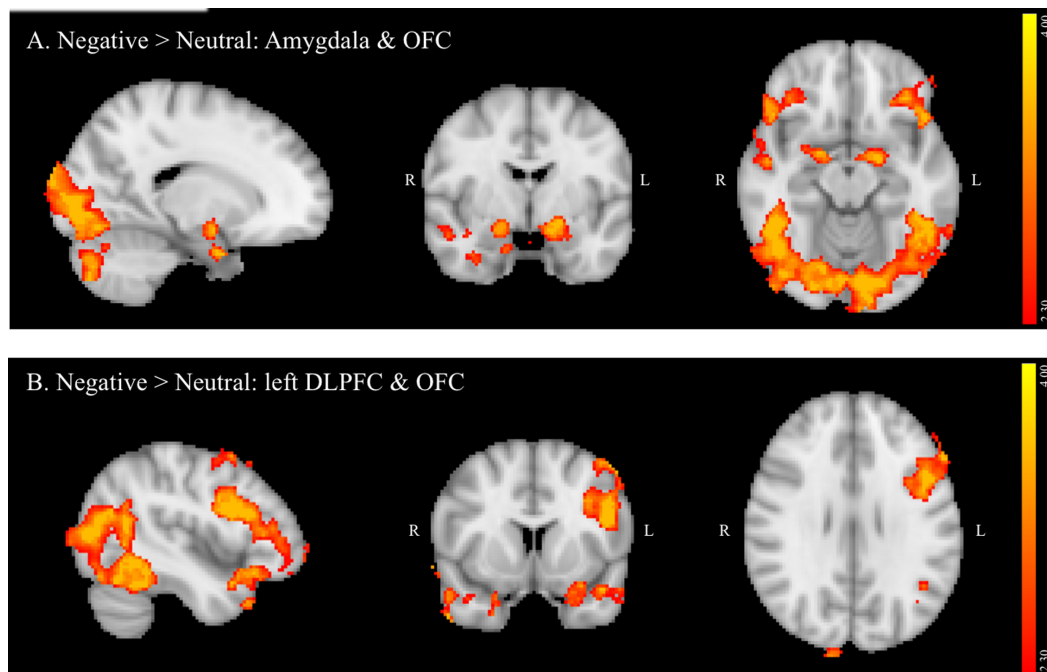 A. Negative > Neutral: Amygdala & OFC
4.00
R
L
R
L
2.30
B. Negative > Neutral: left DLPFC & OFC
4.00
R
L
R
L
2.30